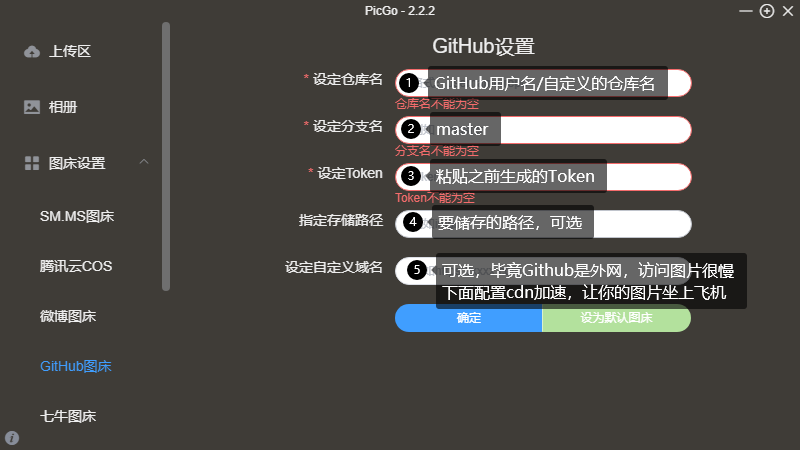 PicGo - 2.2.2
上传区
相册
图床设置
SM.MS图床
腾讯云COS
微博图床
GitHub图床
七牛图床
GitHub设置
* 设定仓库名
1 GitHub用户名/自定义的仓库名
仓库名不能为空
* 设定分支名
2 master
分支名不能为空
* 设定Token
3 粘贴之前生成的Token
Token不能为空
指定存储路径
4 要储存的路径，可选
设定自定义域名
5 可选，毕竟Github是外网，访问图片很慢
下面配置cdn加速，让你的图片坐上飞机
确定
设为默认图床